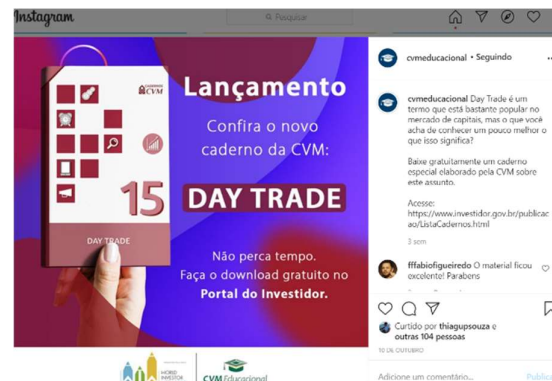 Instagram
Pesquisar
CVM
15
DAY TRADE
Lançamento
Confira o novo
caderno da CVM:
DAY TRADE
Não perca tempo.
Faça o download gratuito no
Portal do Investidor.
CVM Educacional
cvmeducacional • Seguindo
cvmeducacional Day Trade é um
termo que está bastante popular no
mercado de capitais, mas o que você
acha de conhecer um pouco melhor o
que isso significa?
Baixe gratuitamente um caderno
especial elaborado pela CVM sobre
este assunto.
Acesse:
https://www.investidor.gov.br/publicac
ao/ListaCadernos.html
3 sem
fffabiofigueiredo O material ficou
excelente! Parabens
Curtido por thiagupsouza e
outras 104 pessoas
10 DE OUTUBRO
Adicione um comentário...
Publica